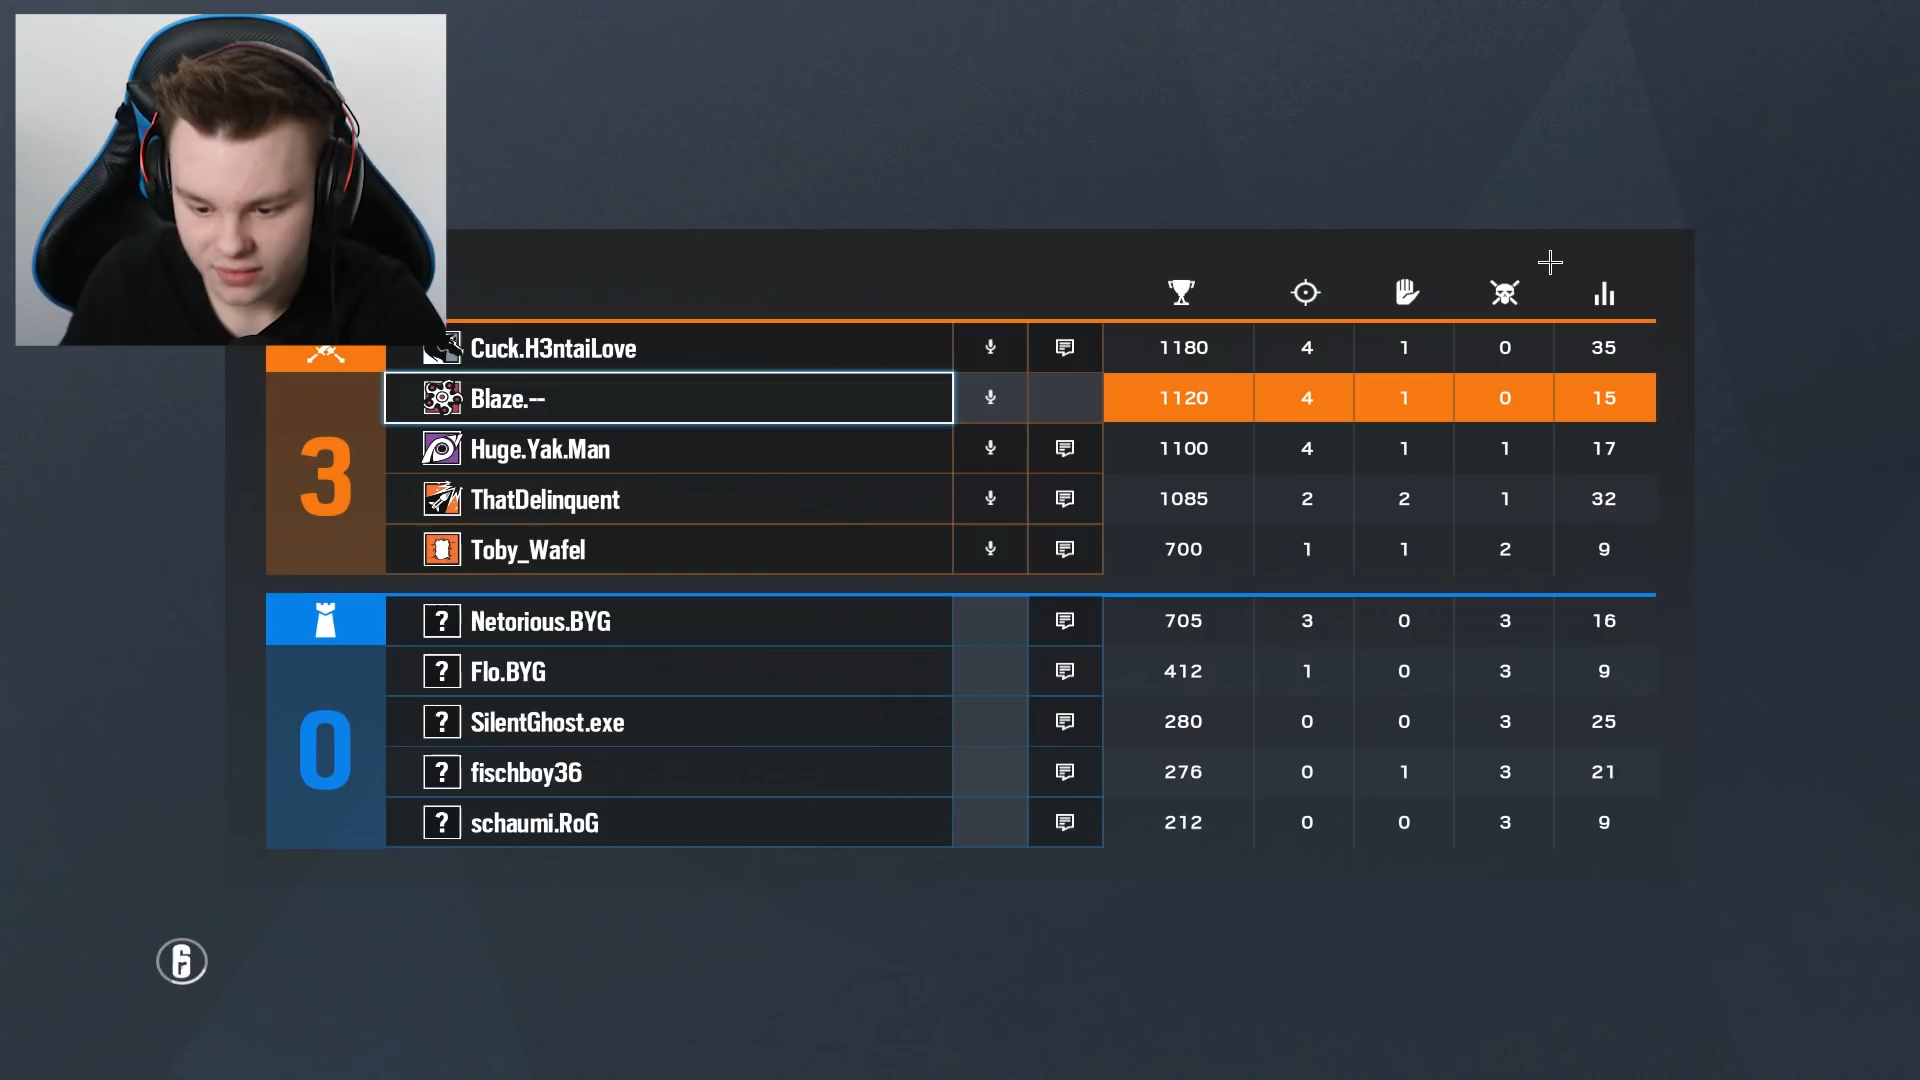 Cuck.H3ntaiLove 1180 4 1 0 35
Blaze.-- 1120 4 1 0 15
3
Huge.Yak.Man 1100 4 1 1 17
ThatDelinquent 1085 2 2 1 32
Toby_Wafel 700 1 1 2 9
? Netorious.BYG 705 3 0 3 16
? Flo.BYG 412 1 0 3 9
0
? SilentGhost.exe 280 0 0 3 25
? fischboy36 276 0 1 3 21
? schaumi.RoG 212 0 0 3 9
6